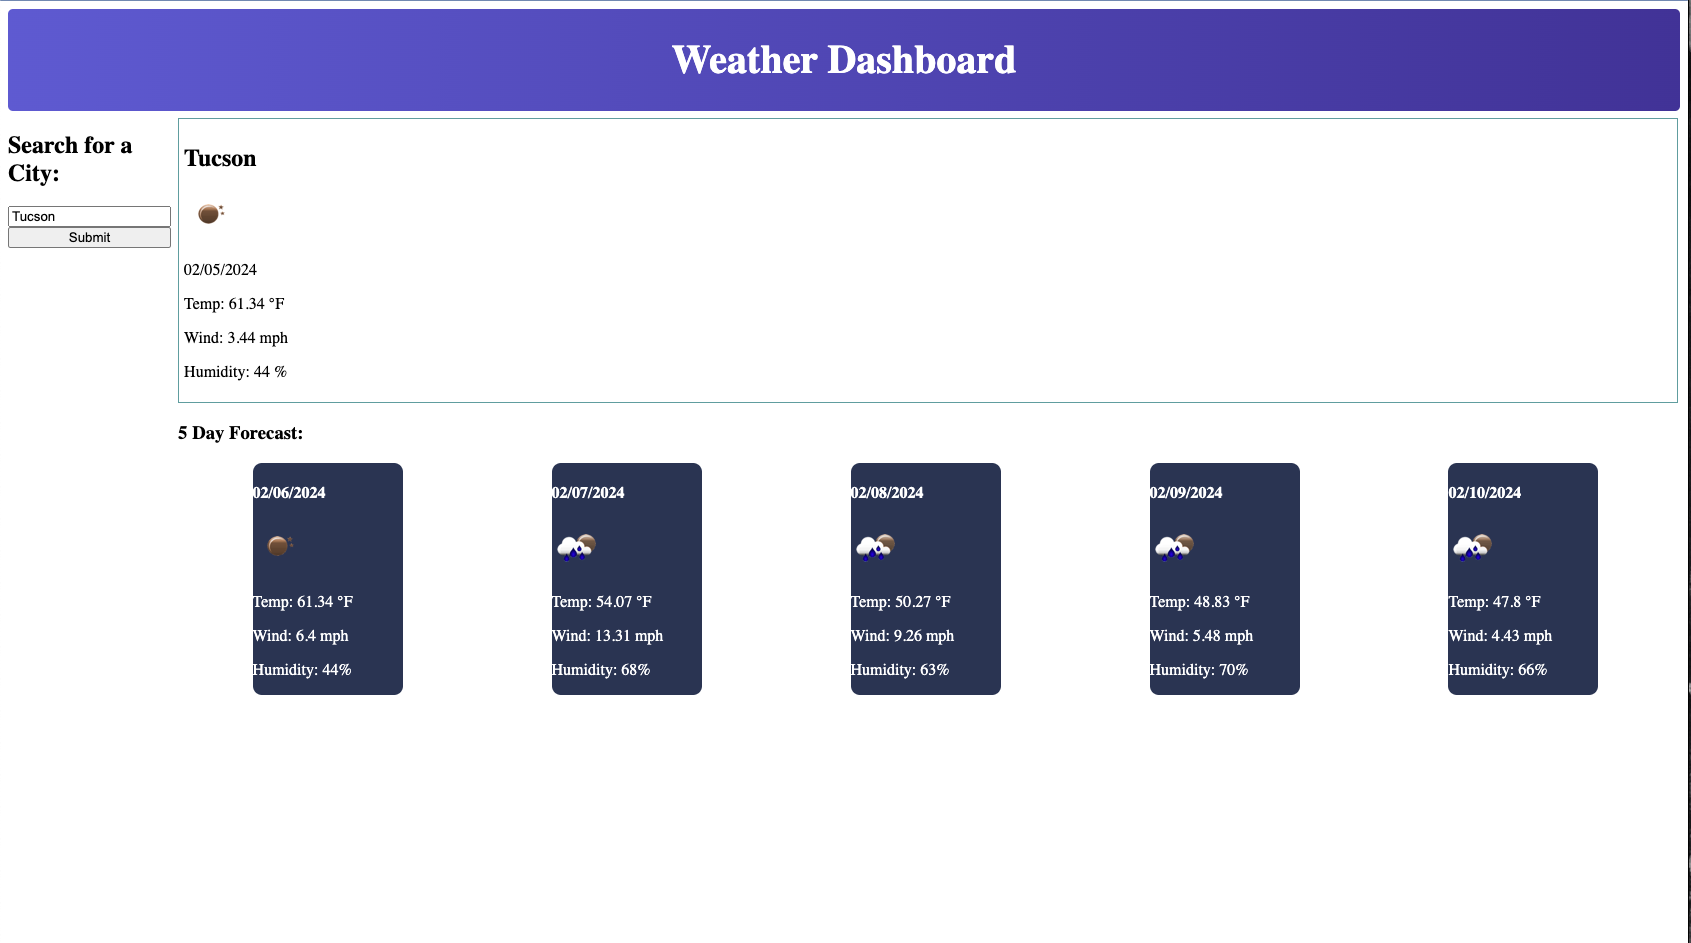 Weather Dashboard
Search for a
City:
Tucson
Submit
Tucson
02/05/2024
Temp: 61.34 °F
Wind: 3.44 mph
Humidity: 44 %
5 Day Forecast:
02/06/2024
Temp: 61.34 °F
Wind: 6.4 mph
Humidity: 44%
02/07/2024
Temp: 54.07 °F
Wind: 13.31 mph
Humidity: 68%
02/08/2024
Temp: 50.27 °F
Wind: 9.26 mph
Humidity: 63%
02/09/2024
Temp: 48.83 °F
Wind: 5.48 mph
Humidity: 70%
02/10/2024
Temp: 47.8 °F
Wind: 4.43 mph
Humidity: 66%